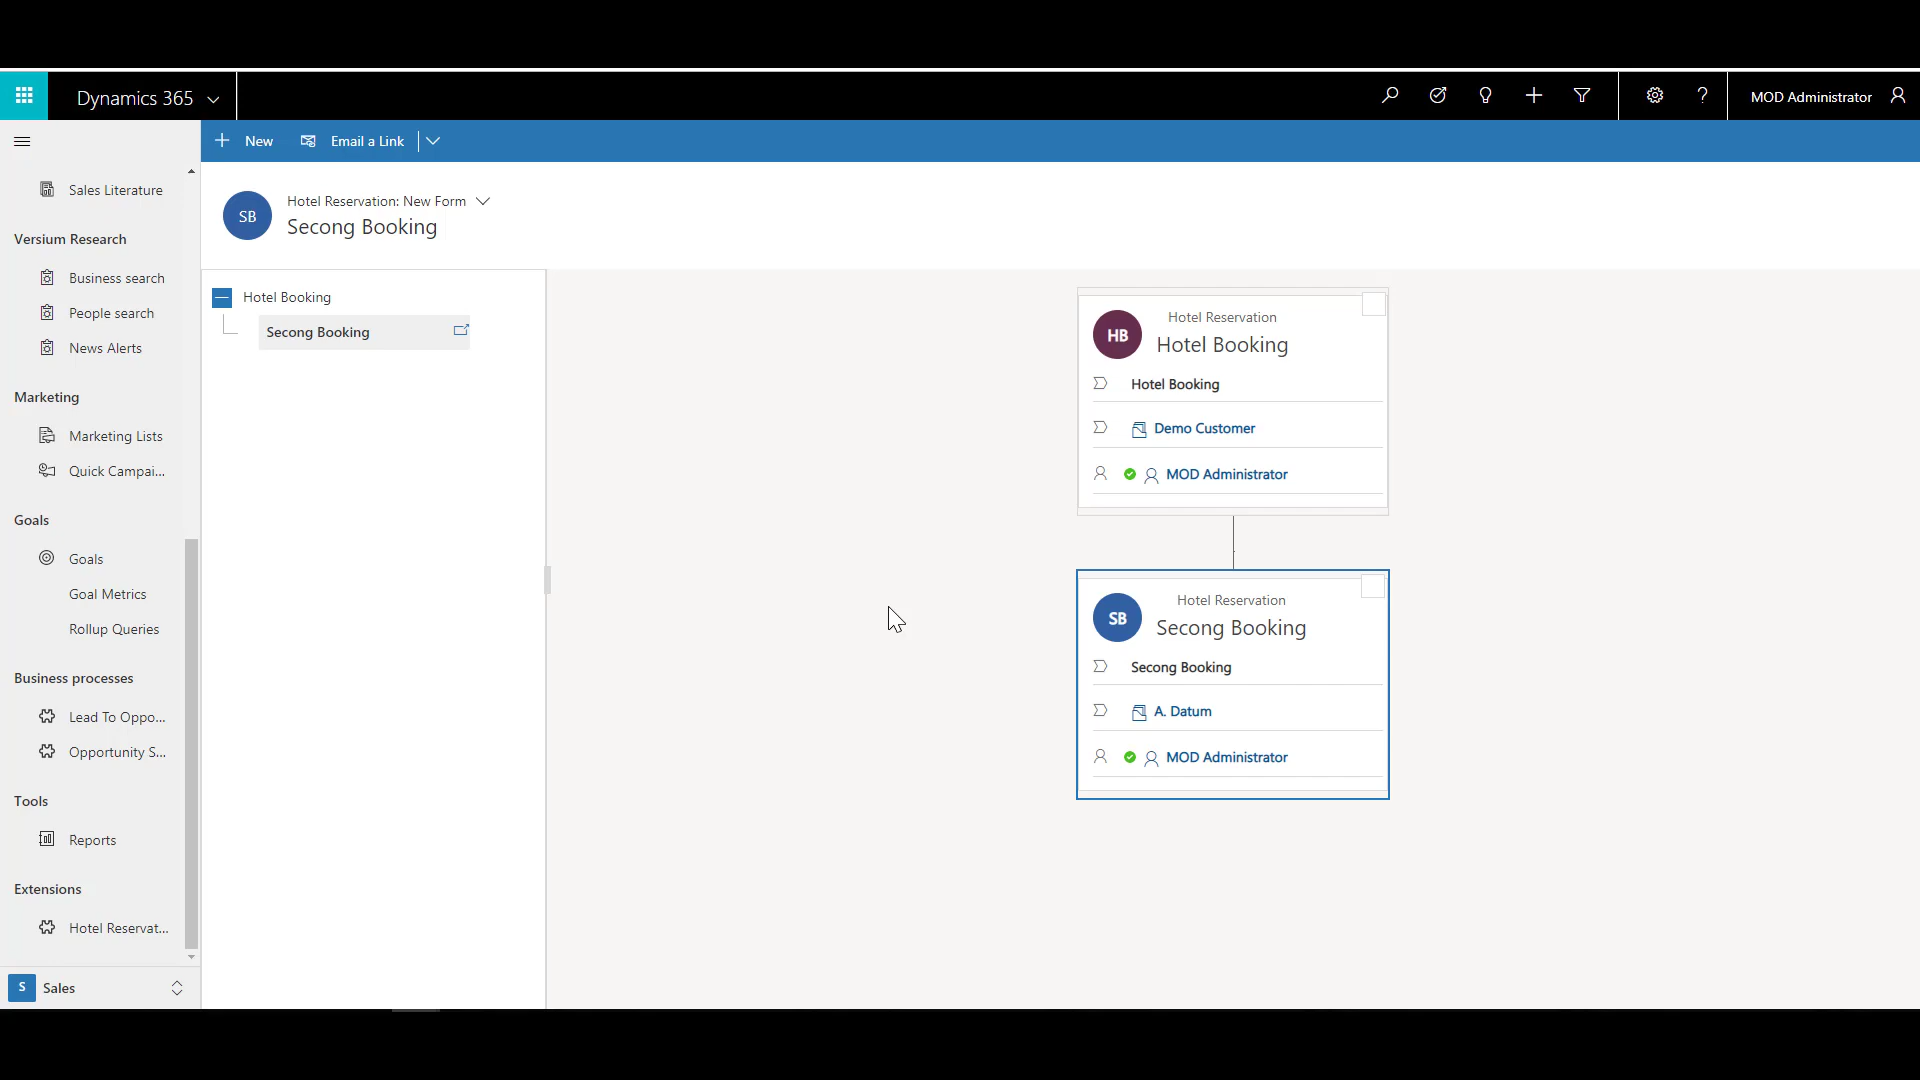 Dynamics 365
MOD Administrator
New
Email a Link
Sales Literature
Versium Research
Business search
People search
News Alerts
Marketing
Marketing Lists
Quick Campai...
Goals
Goals
Goal Metrics
Rollup Queries
Business processes
Lead To Oppo...
Opportunity S...
Tools
Reports
Extensions
Hotel Reservat...
S Sales
SB
Hotel Reservation: New Form
Secong Booking
Hotel Booking
Secong Booking
HB
Hotel Reservation
Hotel Booking
Hotel Booking
Demo Customer
MOD Administrator
SB
Hotel Reservation
Secong Booking
Secong Booking
A. Datum
MOD Administrator